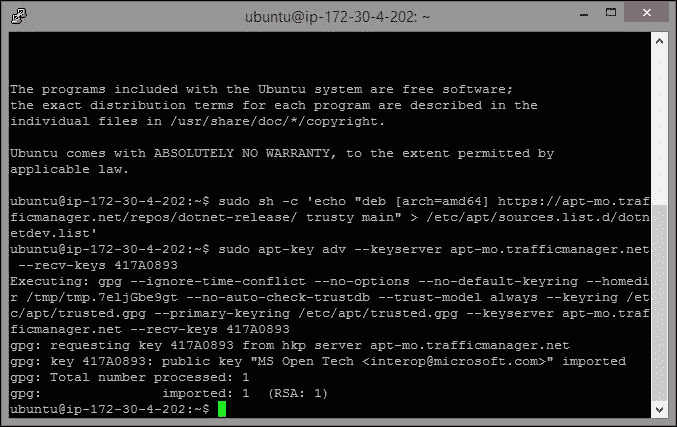 ubuntu@ip-172-30-4-202: ~
The programs included with the Ubuntu system are free software;
the exact distribution terms for each program are described in the
individual files in /usr/share/doc/*/copyright.
Ubuntu comes with ABSOLUTELY NO WARRANTY, to the extent permitted by
applicable law.
ubuntu@ip-172-30-4-202:~$ sudo sh -c 'echo "deb [arch=amd64] https://apt-mo.traf
ficmanager.net/repos/dotnet-release/ trusty main" > /etc/apt/sources.list.d/dotn
etdev.list'
ubuntu@ip-172-30-4-202:~$ sudo apt-key adv --keyserver apt-mo.trafficmanager.net
 --recv-keys 417A0893
Executing: gpg --ignore-time-conflict --no-options --no-default-keyring --homedi
r /tmp/tmp.7eljGbe9gt --no-auto-check-trustdb --trust-model always --keyring /et
c/apt/trusted.gpg --primary-keyring /etc/apt/trusted.gpg --keyserver apt-mo.traf
ficmanager.net --recv-keys 417A0893
gpg: requesting key 417A0893 from hkp server apt-mo.trafficmanager.net
gpg: key 417A0893: public key "MS Open Tech <interop@microsoft.com>" imported
gpg: Total number processed: 1
gpg:               imported: 1  (RSA: 1)
ubuntu@ip-172-30-4-202:~$